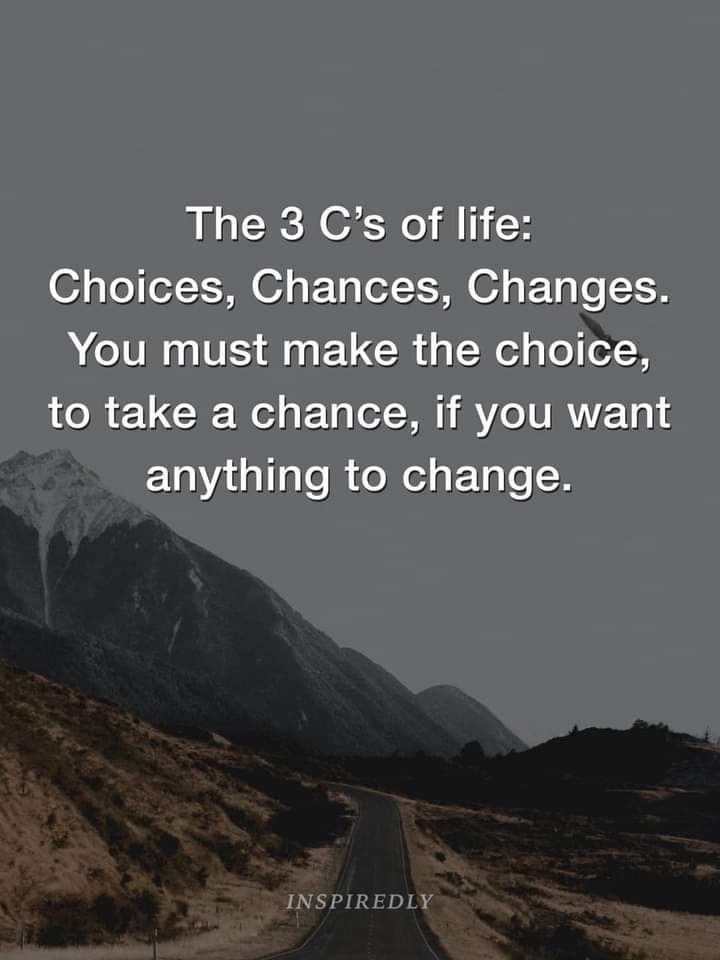 The 3 C’s of life:
Choices, Chances, Changes.
You must make the choice,
to take a chance, if you want
anything to change.
INSPIREDLY